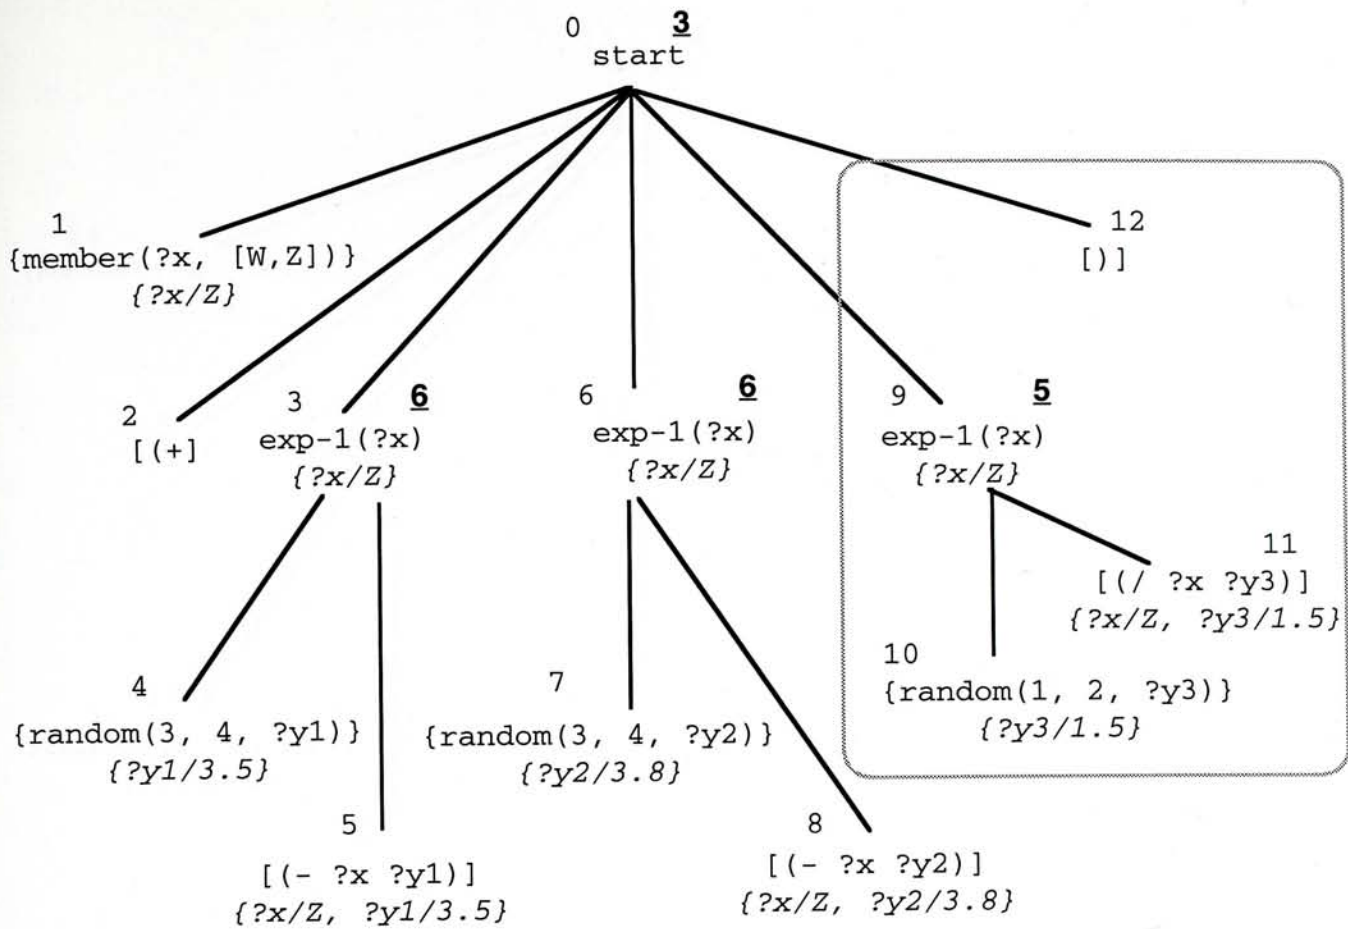 0 3
start
1
{member(?x, [W,Z])}
{?x/Z}
12
[)]
2
[(+]
3 6
exp-1(?x)
{?x/Z}
6 6
exp-1(?x)
{?x/Z}
9 5
exp-1(?x)
{?x/Z}
11
[(/ ?x ?y3)]
{?x/Z, ?y3/1.5}
10
{random(1, 2, ?y3)}
{?y3/1.5}
4
{random(3, 4, ?y1)}
{?y1/3.5}
7
{random(3, 4, ?y2)}
{?y2/3.8}
5
[(- ?x ?y1)]
{?x/Z, ?y1/3.5}
8
[(- ?x ?y2)]
{?x/Z, ?y2/3.8}